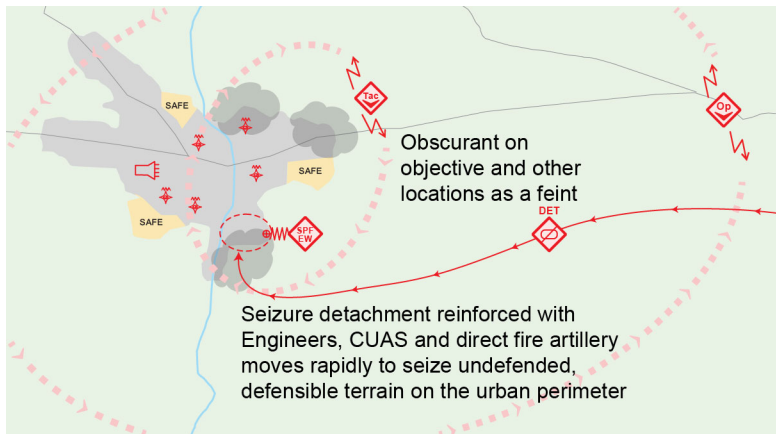 SAFE
Tac
Op
Obscurant on
objective and other
locations as a feint
SAFE
SAFE
DET
SPF
EW
Seizure detachment reinforced with
Engineers, CUAS and direct fire artillery
moves rapidly to seize undefended,
defensible terrain on the urban perimeter